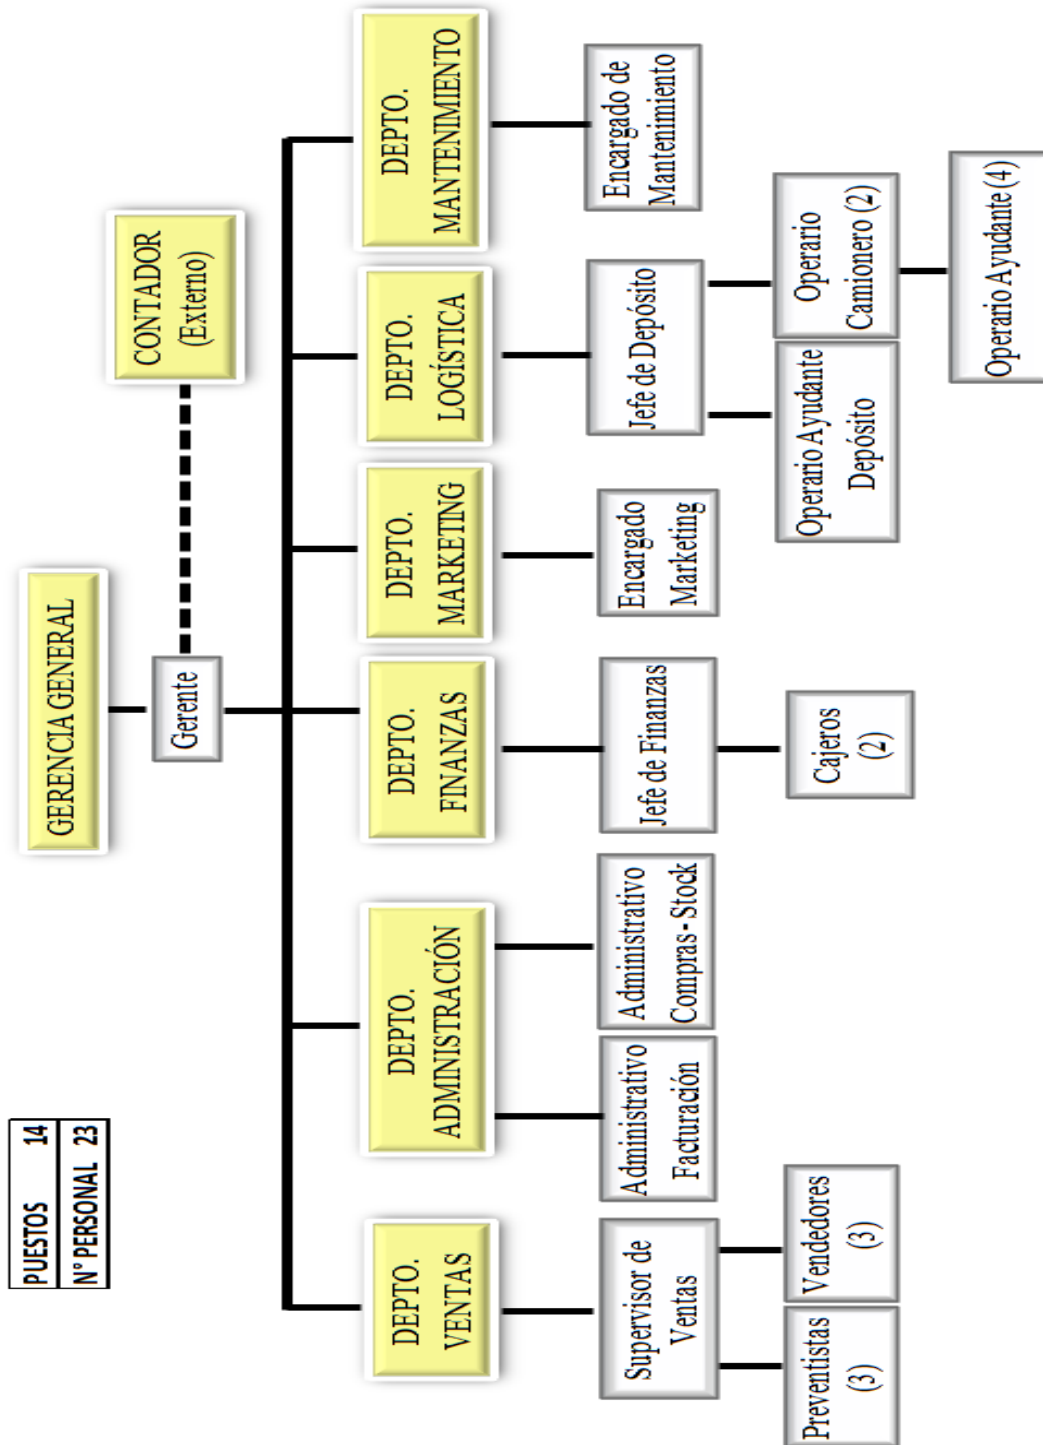 PUESTOS 14
N° PERSONAL 23
GERENCIA GENERAL
Gerente
CONTADOR
(Externo)
DEPTO.
VENTAS
DEPTO.
ADMINISTRACIÓN
DEPTO.
FINANZAS
DEPTO.
MARKETING
DEPTO.
LOGÍSTICA
DEPTO.
MANTENIMIENTO
Supervisor de
Ventas
Administrativo
Facturación
Administrativo
Compras - Stock
Jefe de Finanzas
Encargado
Marketing
Jefe de Depósito
Encargado de
Mantenimiento
Preventistas
(3)
Vendedores
(3)
Cajeros
(2)
Operario Ayudante
Depósito
Operario
Camionero (2)
Operario Ayudante (4)